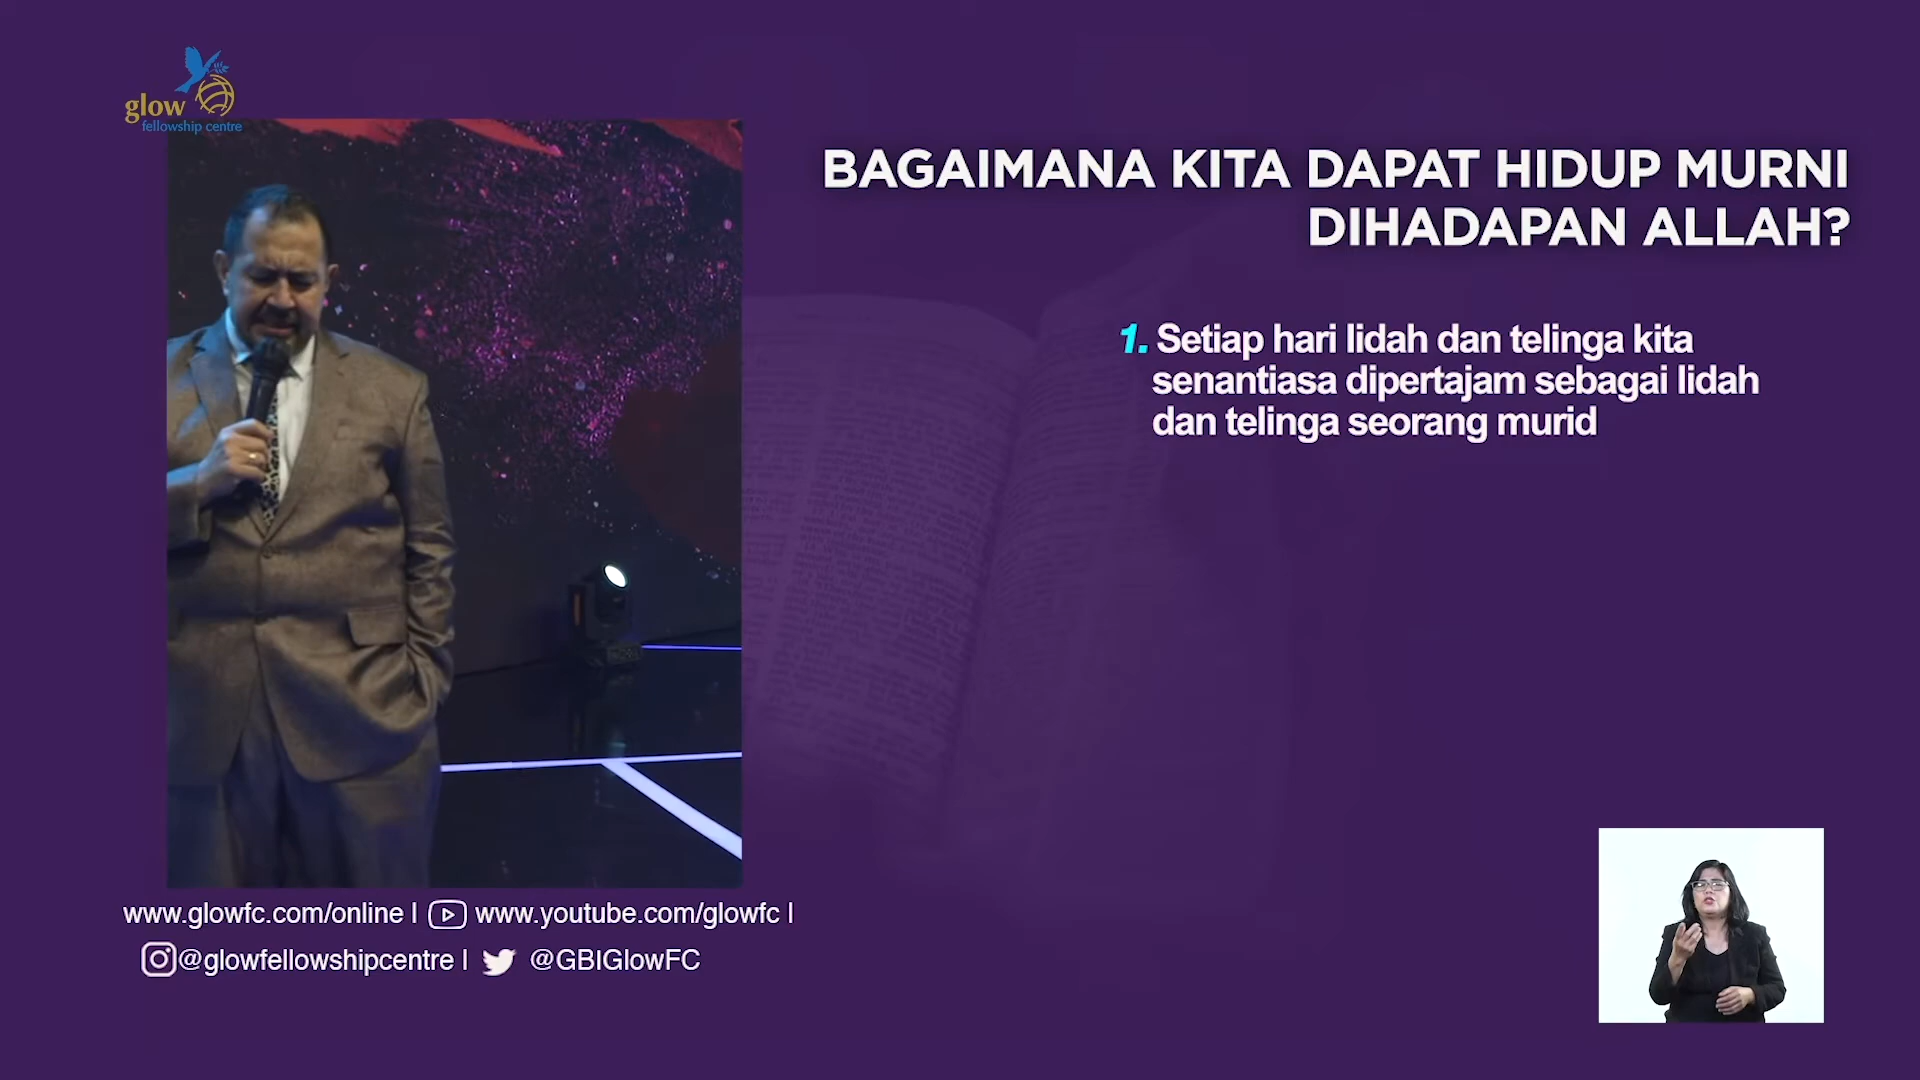 glow
fellowship centre
BAGAIMANA KITA DAPAT HIDUP MURNI
DIHADAPAN ALLAH?
1. Setiap hari lidah dan telinga kita
senantiasa dipertajam sebagai lidah
dan telinga seorang murid
www.glowfc.com/online | www.youtube.com/glowfc |
@glowfellowshipcentre | @GBIGlowFC